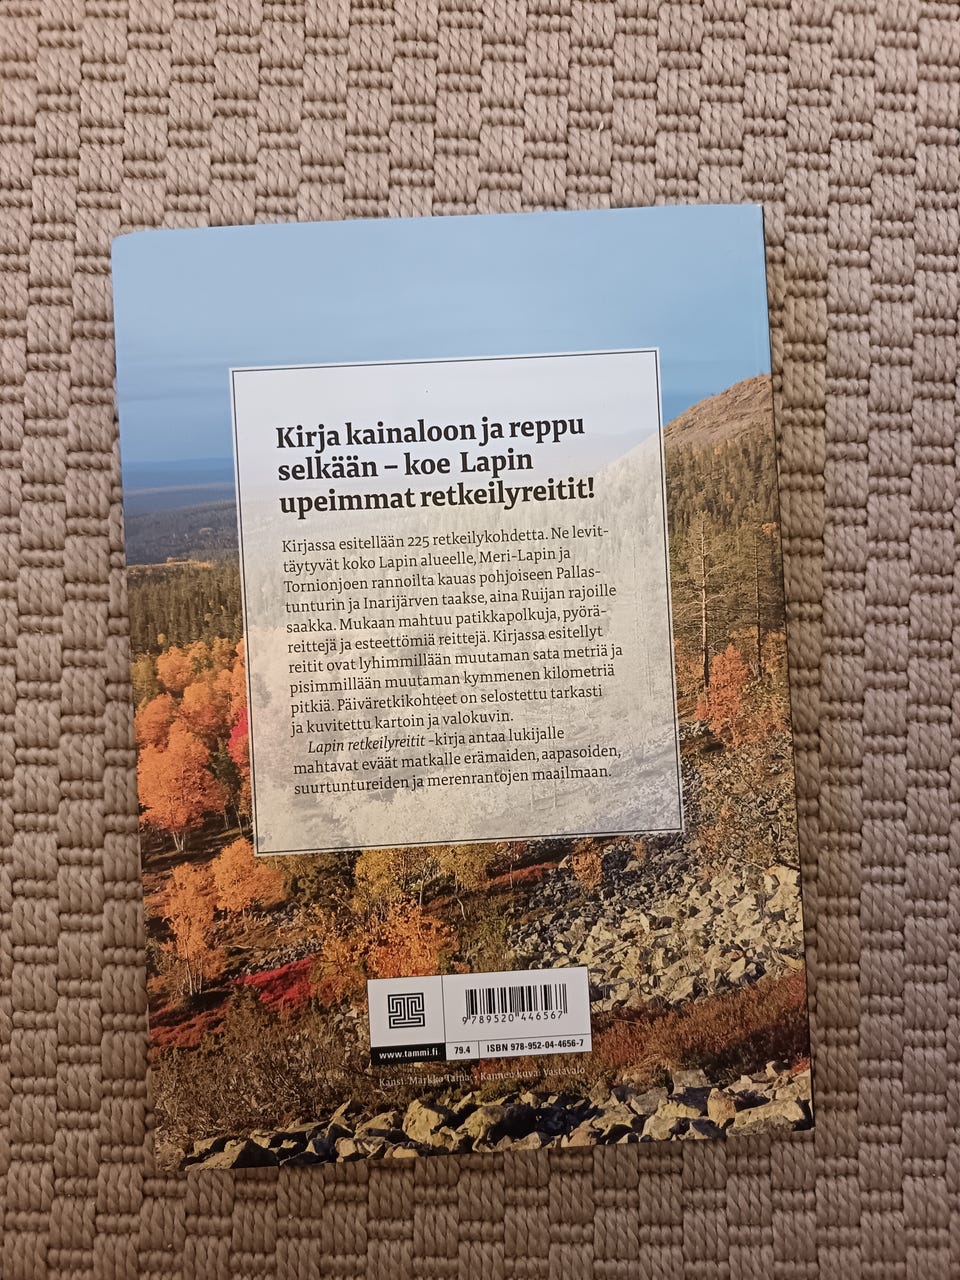 Kirja kainaloon ja reppu
selkään – koe Lapin
upeimmat retkeilyreitit!
Kirjassa esitellään 225 retkeilykohdetta. Ne levit-
täytyvät koko Lapin alueelle, Meri-Lapin ja
Tornionjoen rannoilta kauas pohjoiseen Pallas-
tunturin ja Inarijärven taakse, aina Ruijan rajoille
saakka. Mukaan mahtuu patikkapolkuja, pyörä-
reittejä ja esteettömiä reittejä. Kirjassa esitellyt
reitit ovat lyhimmillään muutaman sata metriä ja
pisimmillään muutaman kymmenen kilometriä
pitkiä. Päiväretkikohteet on selostettu tarkasti
ja kuvitettu kartoin ja valokuvin.
Lapin retkeilyreitit -kirja antaa lukijalle
mahtavat eväät matkalle erämaiden, aapasoiden,
suurtuntureiden ja merenrantojen maailmaan.
9 789520 446567
www.tammi.fi
79.4
ISBN 978-952-04-4656-7
Kansi: Markko Taina • Kannen kuva: Vastavalo